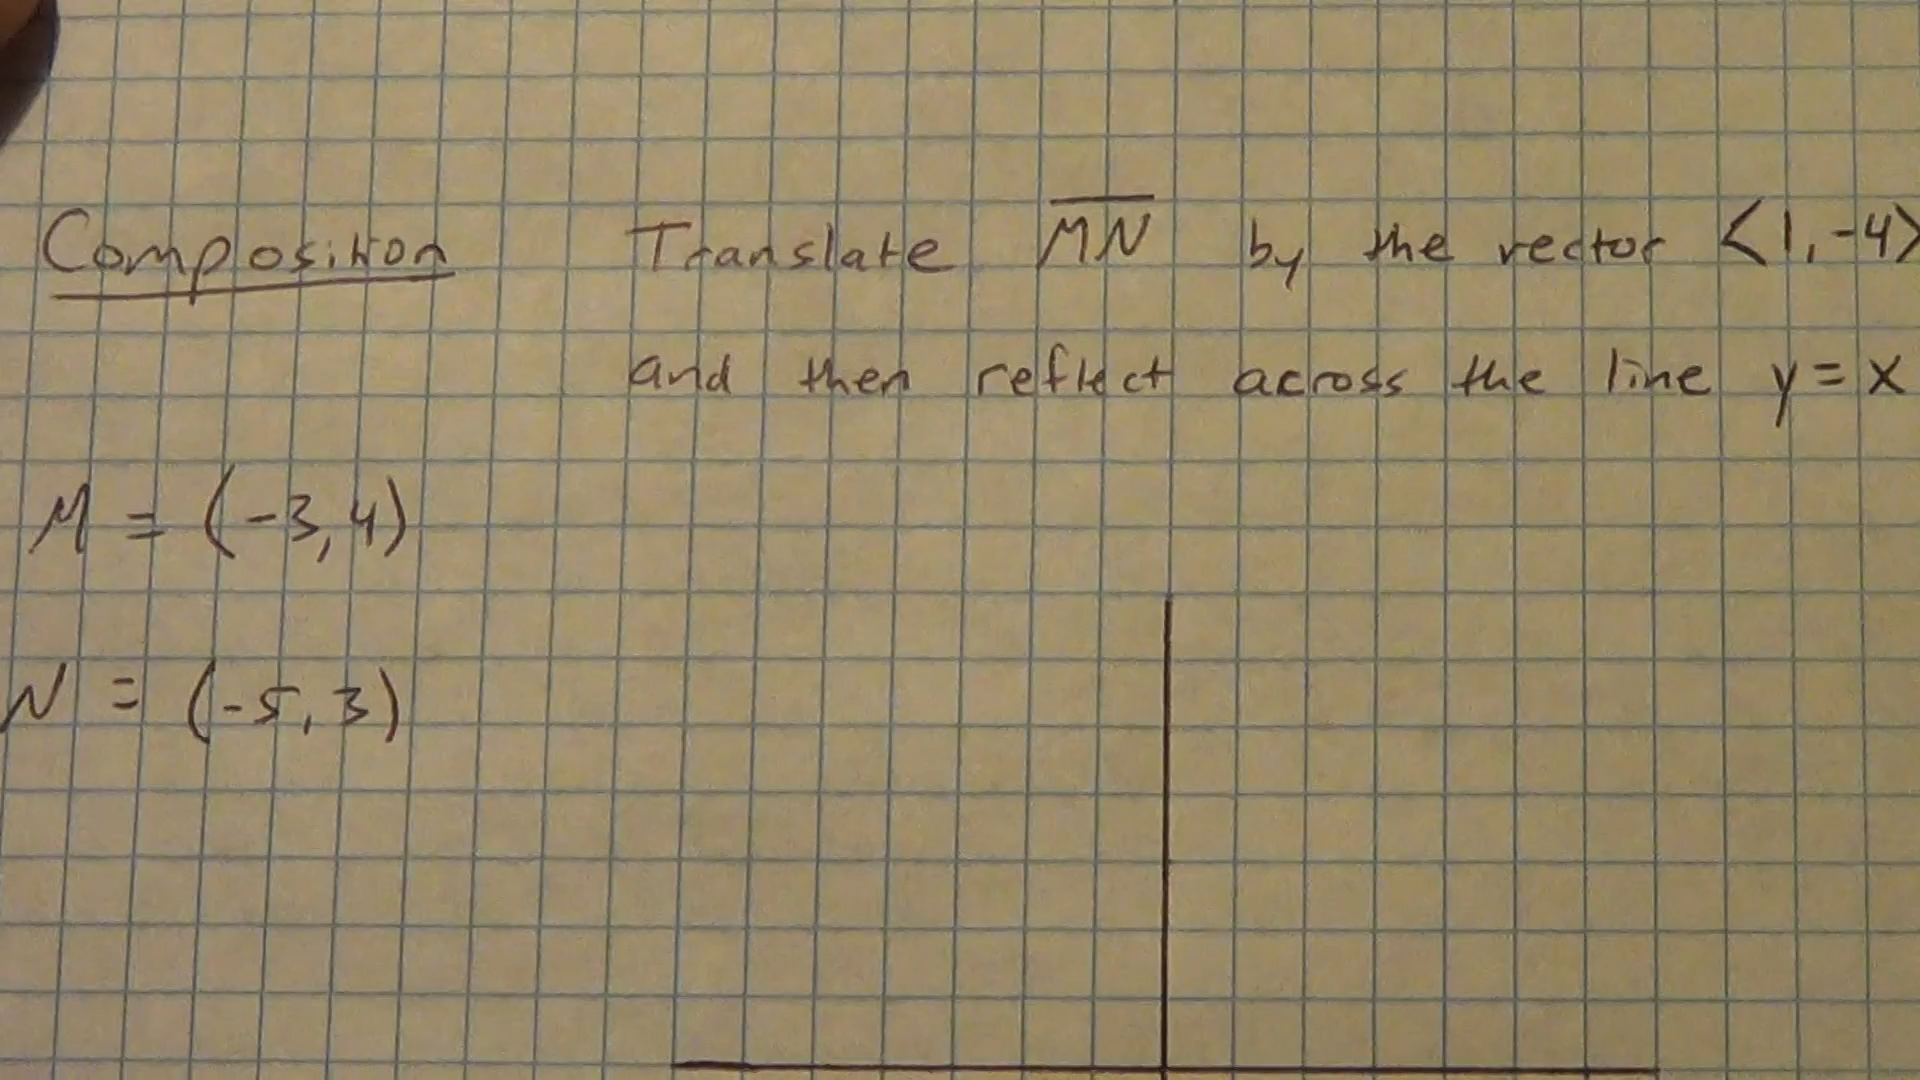 Composition Translate MN by the vector <1,-4>
and then reflect across the line y = x
M = (-3,4)
N = (-5,3)